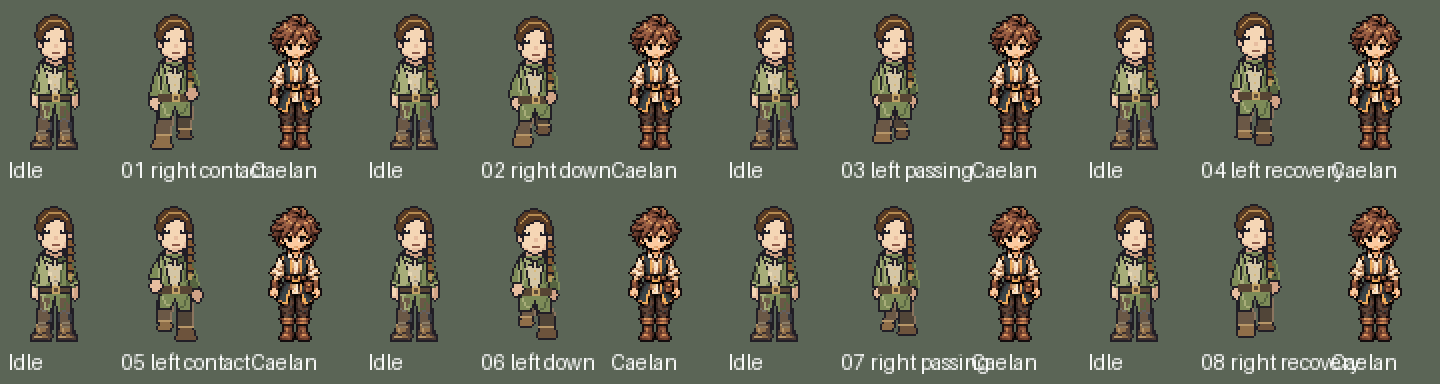 Idle 01 right contact Caelan Idle 02 right down Caelan Idle 03 left passing Caelan Idle 04 left recovery Caelan
Idle 05 left contact Caelan Idle 06 left down Caelan Idle 07 right passing Caelan Idle 08 right recovery Caelan